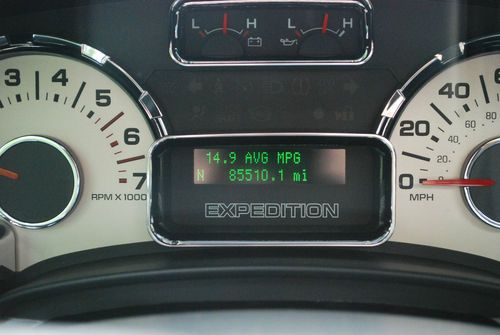 L H L H
3 4 5 6 7
RPM X 1000
14.9 AVG MPG
N 85510.1 mi
EXPEDITION
40 20 0
MPH